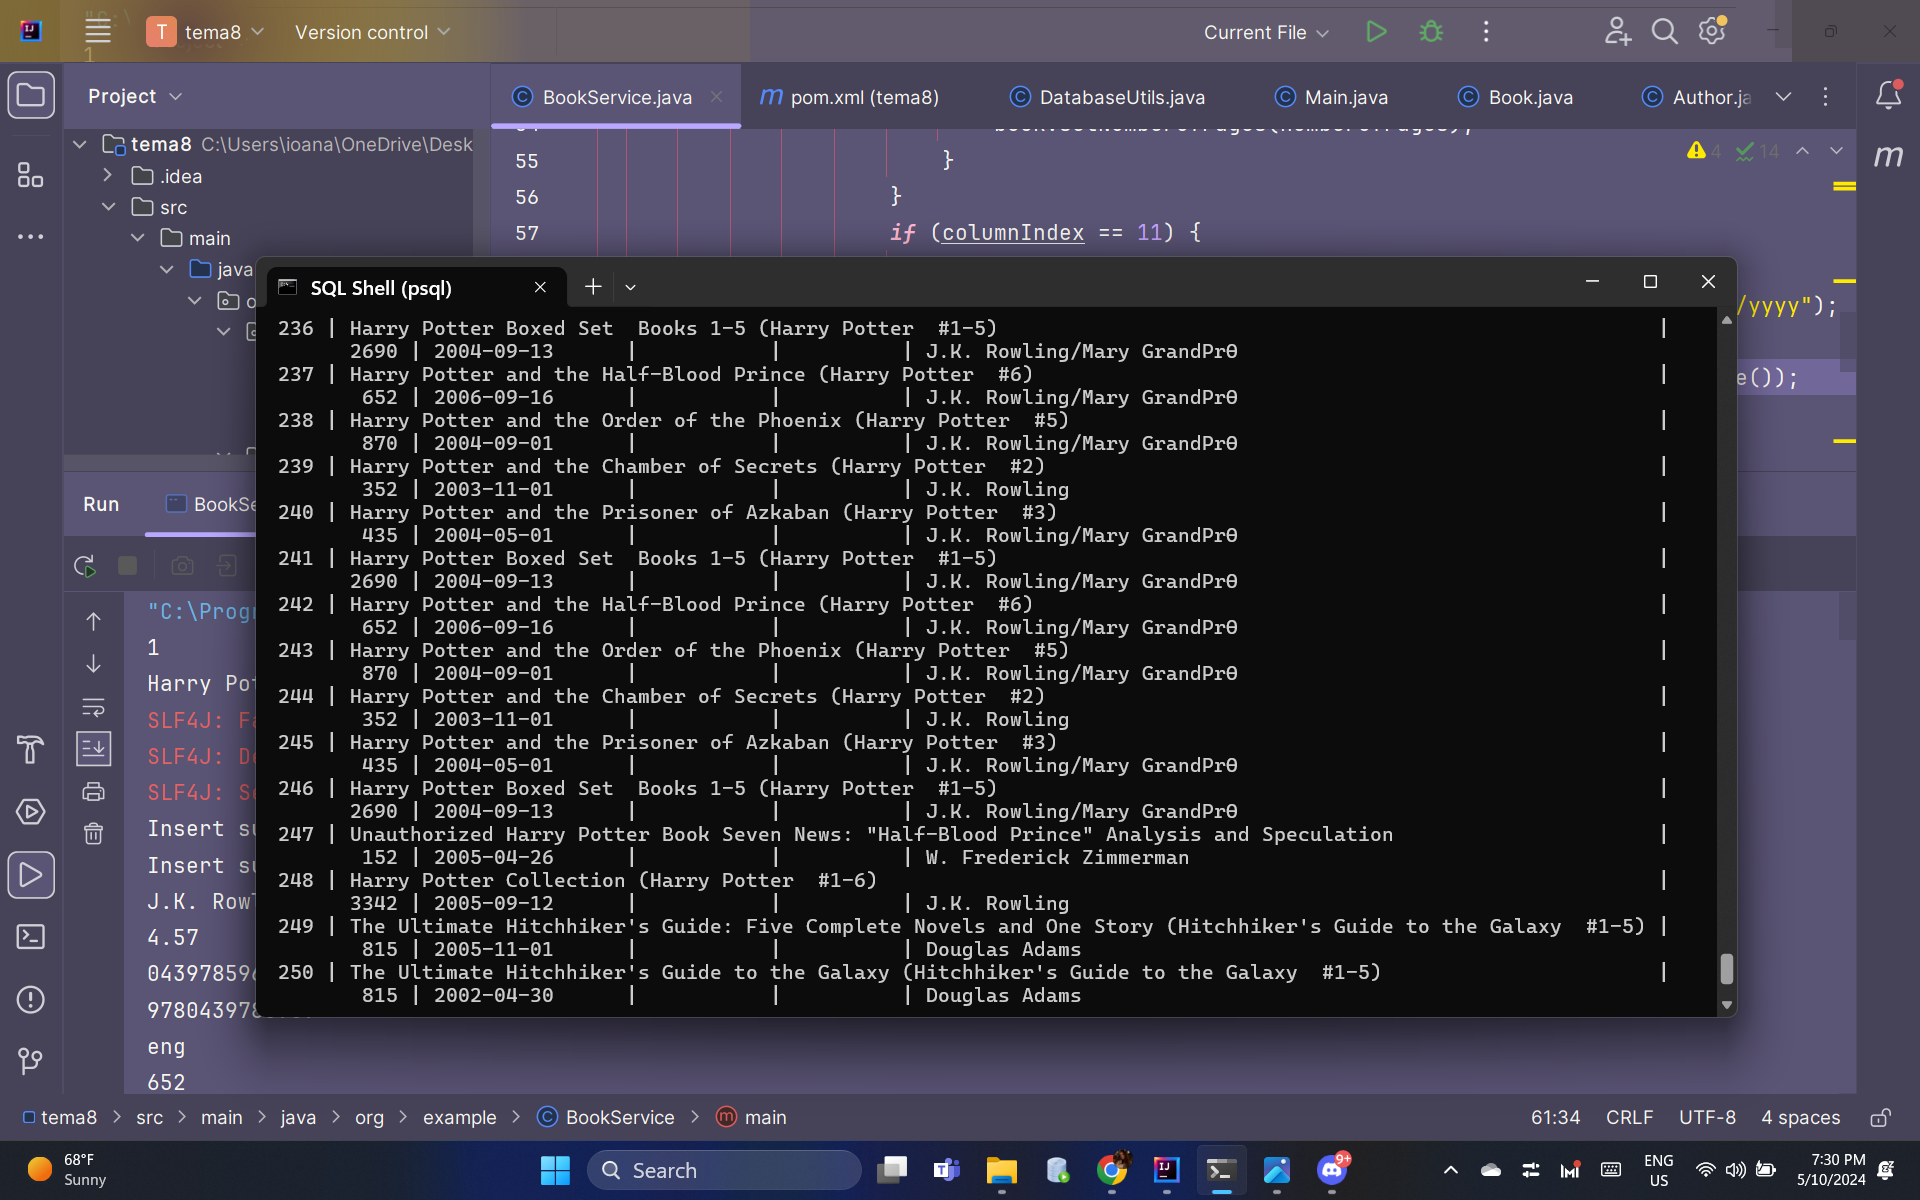 T tema8 Version control Current File
Project BookService.java m pom.xml (tema8) DatabaseUtils.java Main.java Book.java Author.ja
tema8 C:\Users\ioana\OneDrive\Desk
.idea
src
main
java
55 }
56 }
57 if (columnIndex == 11) {
4 14
m
/yyyy");
e());
SQL Shell (psql)
236 | Harry Potter Boxed Set  Books 1-5 (Harry Potter  #1-5) |
2690 | 2004-09-13 | | | J.K. Rowling/Mary GrandPrΘ
237 | Harry Potter and the Half-Blood Prince (Harry Potter  #6) |
652 | 2006-09-16 | | | J.K. Rowling/Mary GrandPrΘ
238 | Harry Potter and the Order of the Phoenix (Harry Potter  #5) |
870 | 2004-09-01 | | | J.K. Rowling/Mary GrandPrΘ
239 | Harry Potter and the Chamber of Secrets (Harry Potter  #2) |
352 | 2003-11-01 | | | J.K. Rowling
240 | Harry Potter and the Prisoner of Azkaban (Harry Potter  #3) |
435 | 2004-05-01 | | | J.K. Rowling/Mary GrandPrΘ
241 | Harry Potter Boxed Set  Books 1-5 (Harry Potter  #1-5) |
2690 | 2004-09-13 | | | J.K. Rowling/Mary GrandPrΘ
242 | Harry Potter and the Half-Blood Prince (Harry Potter  #6) |
652 | 2006-09-16 | | | J.K. Rowling/Mary GrandPrΘ
243 | Harry Potter and the Order of the Phoenix (Harry Potter  #5) |
870 | 2004-09-01 | | | J.K. Rowling/Mary GrandPrΘ
244 | Harry Potter and the Chamber of Secrets (Harry Potter  #2) |
352 | 2003-11-01 | | | J.K. Rowling
245 | Harry Potter and the Prisoner of Azkaban (Harry Potter  #3) |
435 | 2004-05-01 | | | J.K. Rowling/Mary GrandPrΘ
246 | Harry Potter Boxed Set  Books 1-5 (Harry Potter  #1-5) |
2690 | 2004-09-13 | | | J.K. Rowling/Mary GrandPrΘ
247 | Unauthorized Harry Potter Book Seven News: "Half-Blood Prince" Analysis and Speculation |
152 | 2005-04-26 | | | W. Frederick Zimmerman
248 | Harry Potter Collection (Harry Potter  #1-6) |
3342 | 2005-09-12 | | | J.K. Rowling
249 | The Ultimate Hitchhiker's Guide: Five Complete Novels and One Story (Hitchhiker's Guide to the Galaxy  #1-5) |
815 | 2005-11-01 | | | Douglas Adams
250 | The Ultimate Hitchhiker's Guide to the Galaxy (Hitchhiker's Guide to the Galaxy  #1-5) |
815 | 2002-04-30 | | | Douglas Adams
Run BookSe
"C:\Progr
1
Harry Pot
SLF4J: Fa
SLF4J: De
SLF4J: Se
Insert su
Insert su
J.K. Rowl
4.57
043978596
9780439785
eng
652
tema8 > src > main > java > org > example > BookService > main 61:34 CRLF UTF-8 4 spaces
68°F
Sunny
Search
9+
ENG
US
7:30 PM
5/10/2024